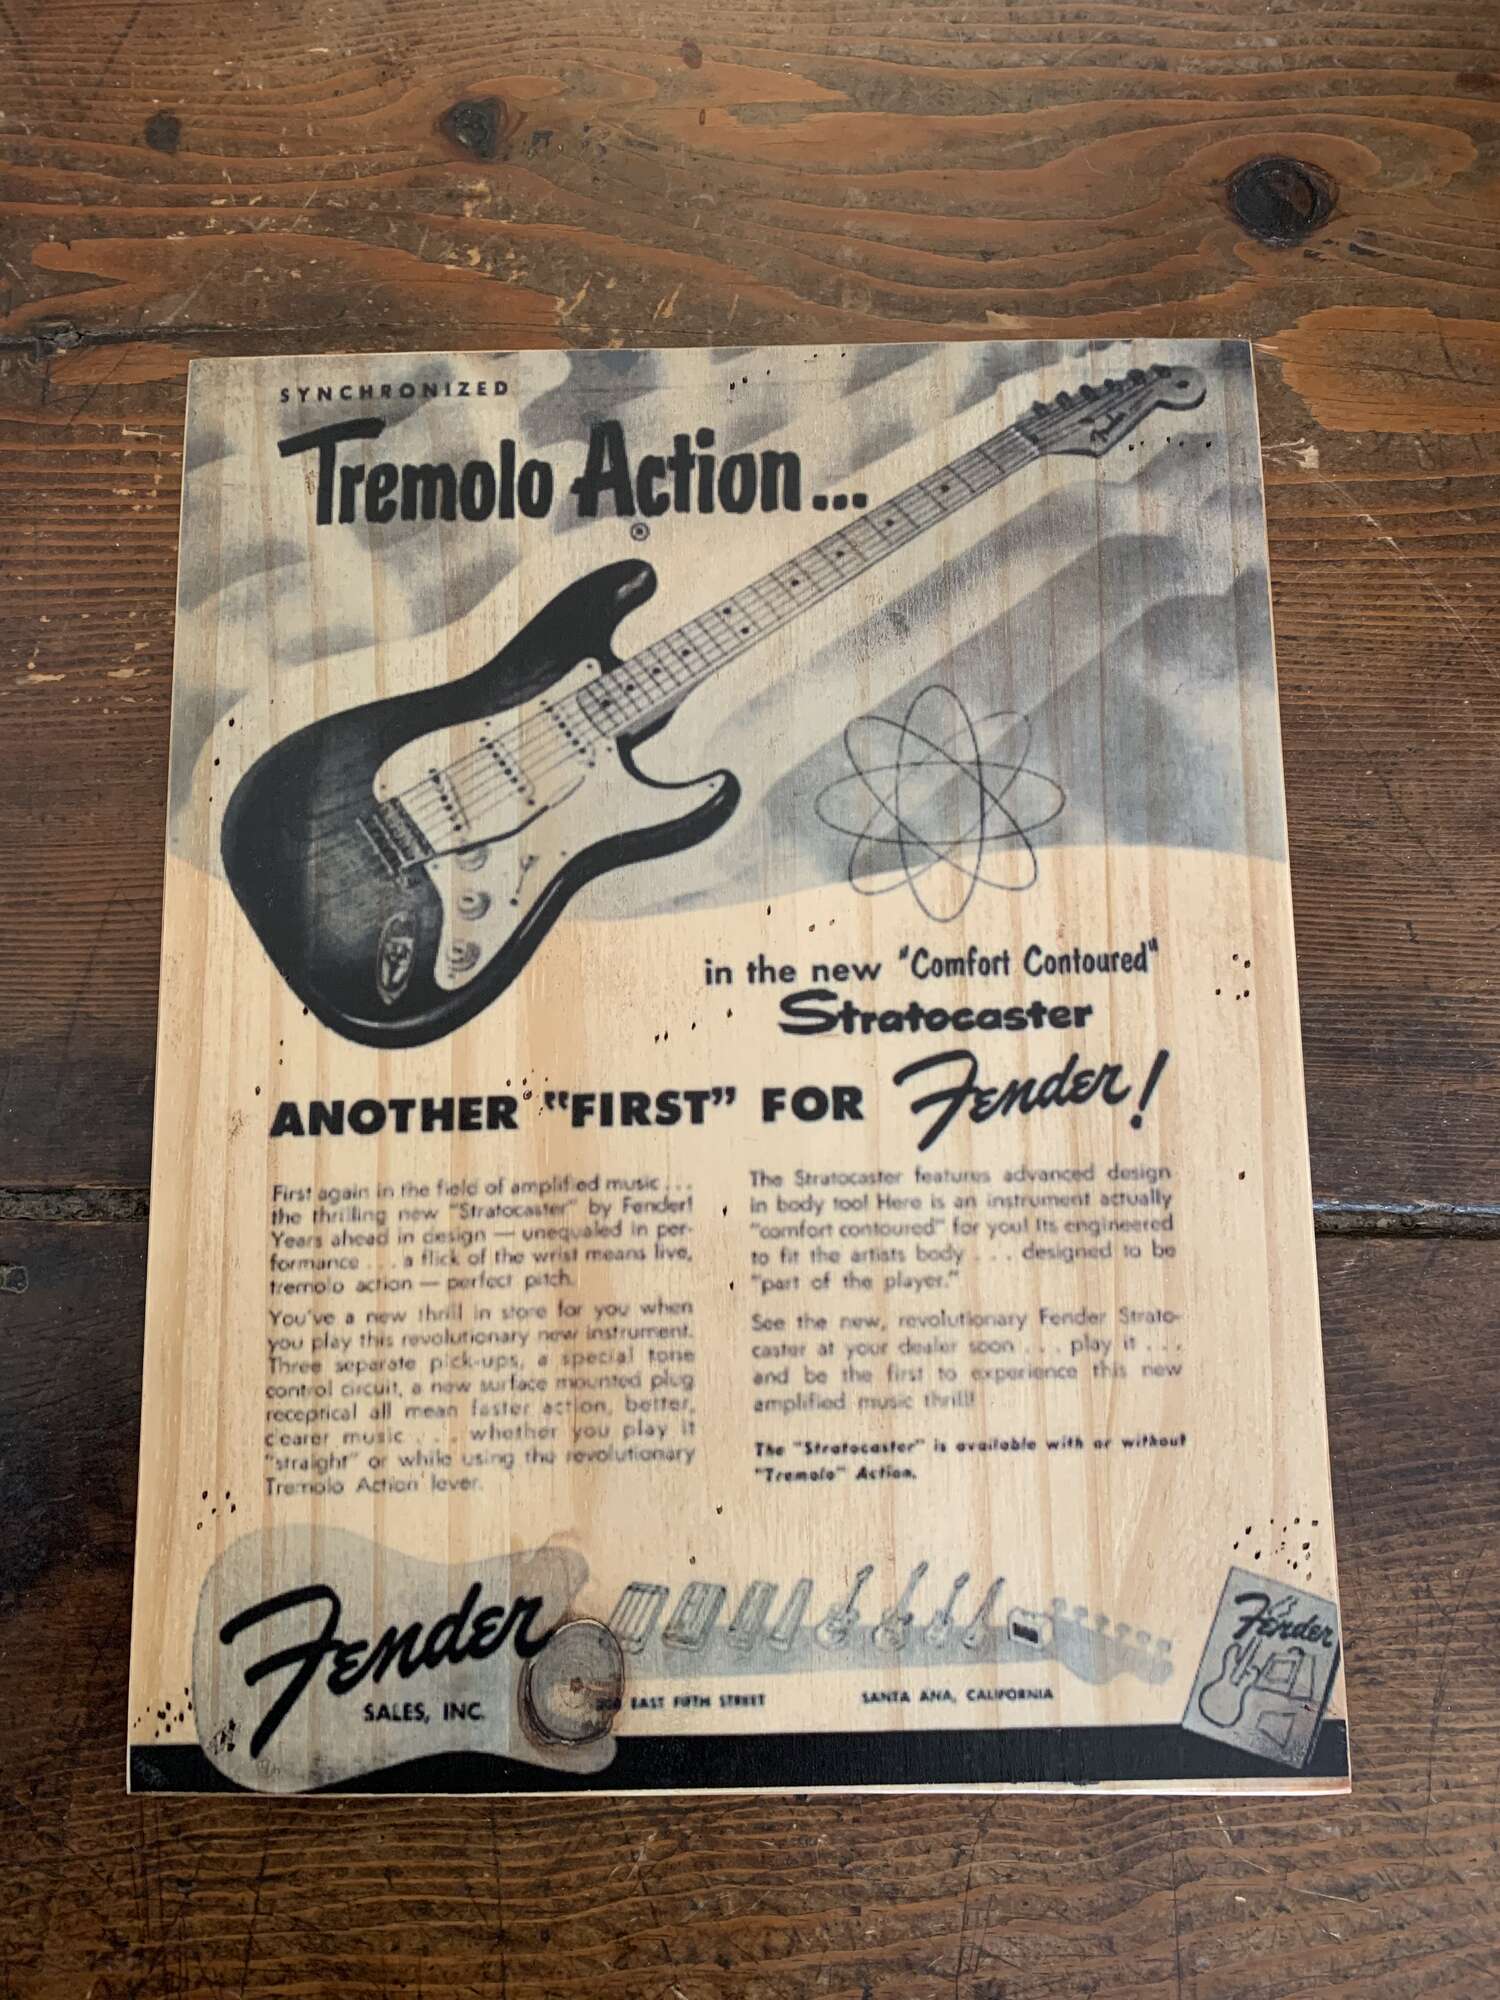 SYNCHRONIZED
Tremolo Action...
in the new "Comfort Contoured"
Stratocaster
ANOTHER "FIRST" FOR Fender!
First again in the field of amplified music . . .
the thrilling new "Stratocaster" by Fender!
Years ahead in design — unequaled in per-
formance . . . a flick of the wrist means live,
tremolo action — perfect pitch.
You've a new thrill in store for you when
you play this revolutionary new instrument.
Three separate pick-ups, a special tone
control circuit, a new surface mounted plug
receptical all mean faster action, better,
clearer music . . . whether you play it
"straight" or while using the revolutionary
Tremolo Action lever.
The Stratocaster features advanced design
in body too! Here is an instrument actually
"comfort contoured" for you! Its engineered
to fit the artists body . . . designed to be
"part of the player."
See the new, revolutionary Fender Strato-
caster at your dealer soon . . . play it . . .
and be the first to experience this new
amplified music thrill!
The "Stratocaster" is available with or without
"Tremolo" Action.
Fender
SALES, INC.
EAST FIFTH STREET
SANTA ANA, CALIFORNIA
Fender